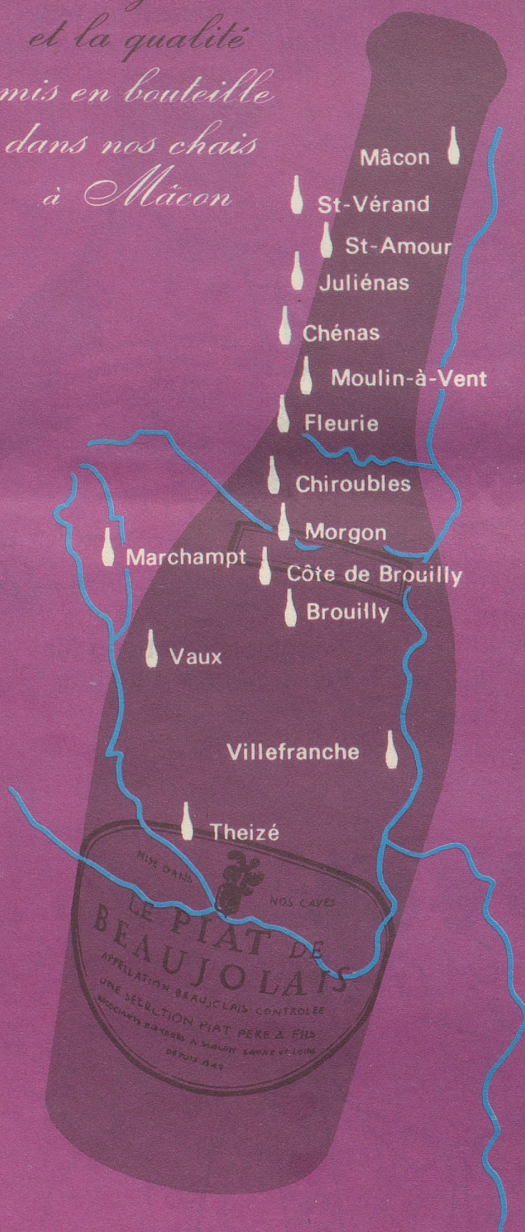 et la qualité
mis en bouteille
dans nos chais
à Mâcon
Mâcon
St-Vérand
St-Amour
Juliénas
Chénas
Moulin-à-Vent
Fleurie
Chiroubles
Morgon
Marchampt
Côte de Brouilly
Brouilly
Vaux
Villefranche
Theizé
MIS DANS
NOS CAVES
LE PIAT DE
BEAUJOLAIS
APPELLATION BEAUJOLAIS CONTROLÉE
UNE SÉLECTION PIAT PÈRE & FILS
DEPUIS